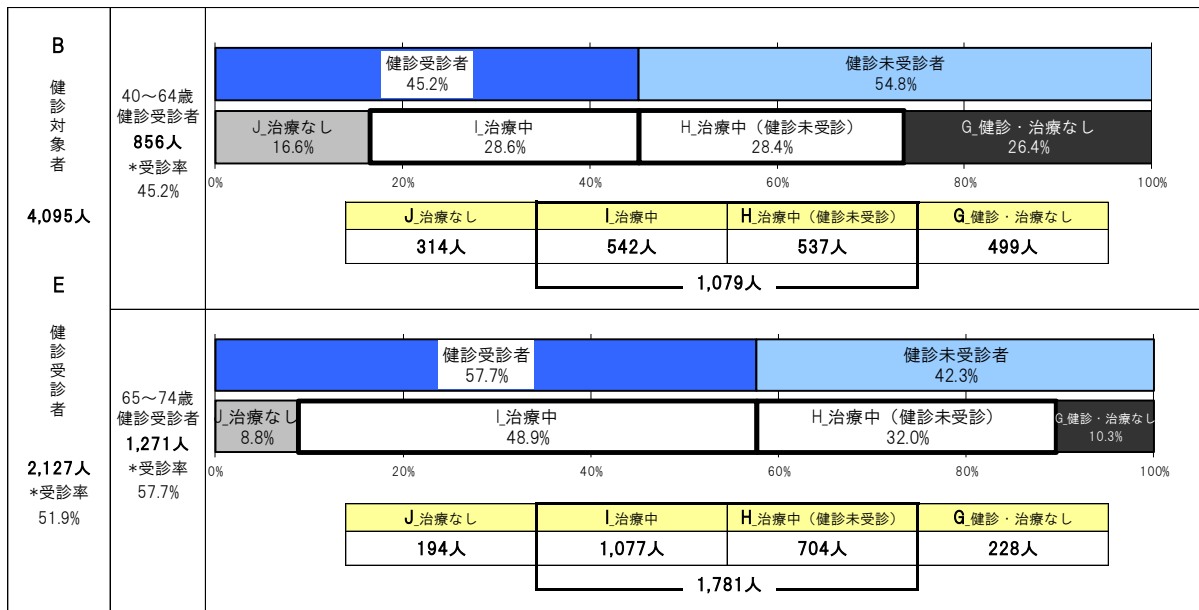 B
健
診
対
象
者
4,095人
E
健
診
受
診
者
2,127人
*受診率
51.9%
40～64歳
健診受診者
856人
*受診率
45.2%
健診受診者
45.2%
健診未受診者
54.8%
J_治療なし
16.6%
I_治療中
28.6%
H_治療中（健診未受診）
28.4%
G_健診・治療なし
26.4%
0% 20% 40% 60% 80% 100%
J_治療なし I_治療中 H_治療中（健診未受診） G_健診・治療なし
314人 542人 537人 499人
1,079人
65～74歳
健診受診者
1,271人
*受診率
57.7%
健診受診者
57.7%
健診未受診者
42.3%
J_治療なし
8.8%
I_治療中
48.9%
H_治療中（健診未受診）
32.0%
G_健診・治療なし
10.3%
0% 20% 40% 60% 80% 100%
J_治療なし I_治療中 H_治療中（健診未受診） G_健診・治療なし
194人 1,077人 704人 228人
1,781人